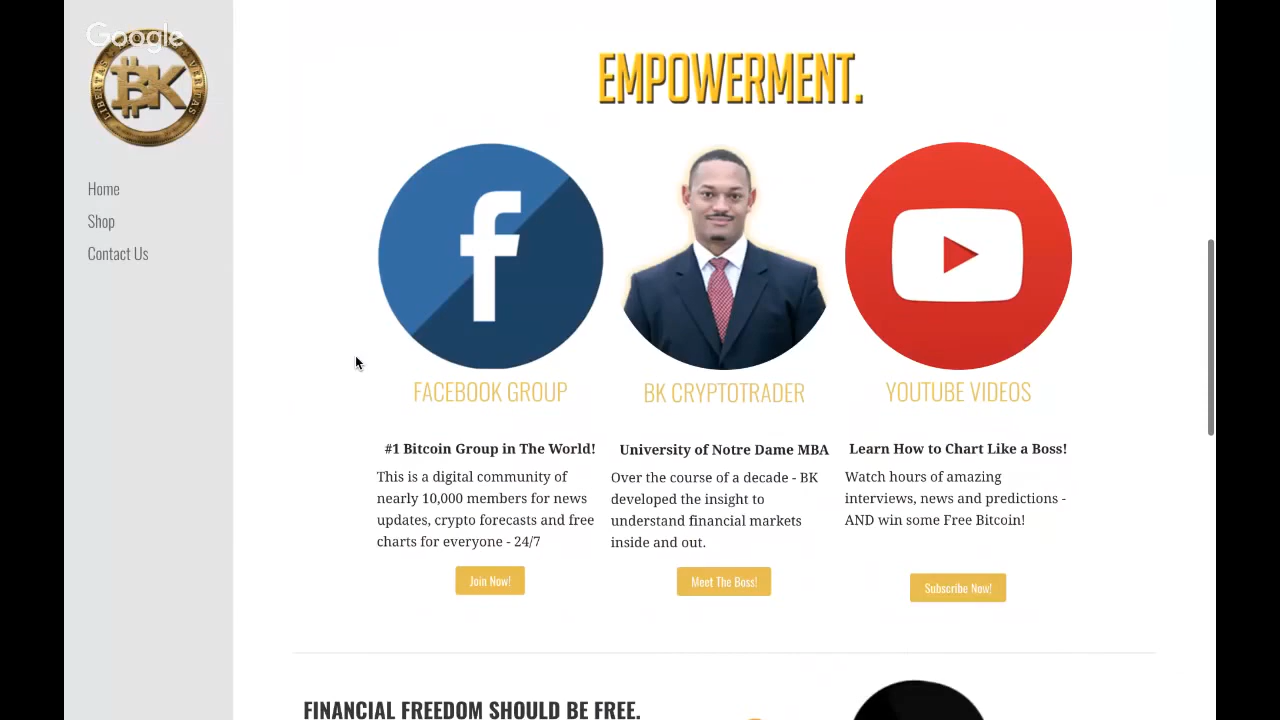 Google
LIBERTAS VERITAS
BK
Home
Shop
Contact Us
EMPOWERMENT.
f
FACEBOOK GROUP
BK CRYPTOTRADER
YOUTUBE VIDEOS
#1 Bitcoin Group in The World!
This is a digital community of
nearly 10,000 members for news
updates, crypto forecasts and free
charts for everyone - 24/7
Join Now!
University of Notre Dame MBA
Over the course of a decade - BK
developed the insight to
understand financial markets
inside and out.
Meet The Boss!
Learn How to Chart Like a Boss!
Watch hours of amazing
interviews, news and predictions -
AND win some Free Bitcoin!
Subscribe Now!
FINANCIAL FREEDOM SHOULD BE FREE.